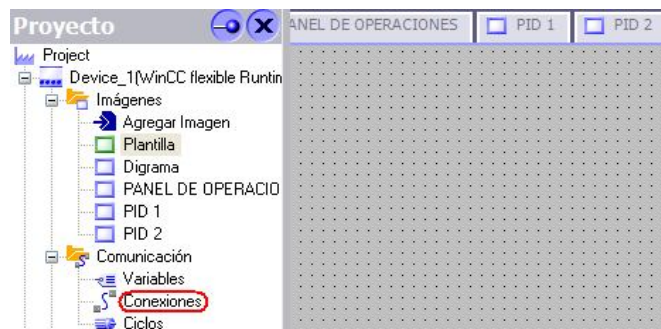 Proyecto
ANEL DE OPERACIONES
PID 1
PID 2
Project
Device_1(WinCC flexible Runtin
Imágenes
Agregar Imagen
Plantilla
Digrama
PANEL DE OPERACIO
PID 1
PID 2
Comunicación
Variables
Conexiones
Ciclos